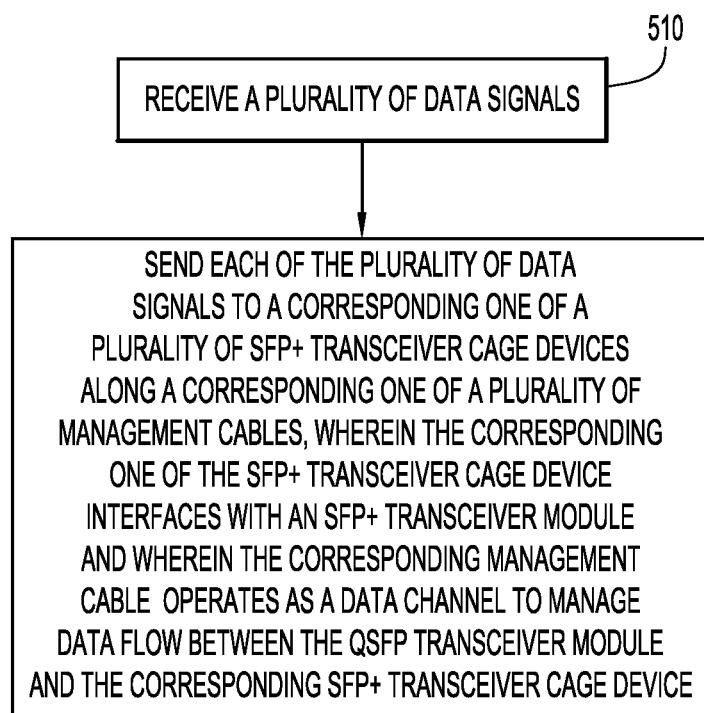 510
RECEIVE A PLURALITY OF DATA SIGNALS
SEND EACH OF THE PLURALITY OF DATA
SIGNALS TO A CORRESPONDING ONE OF A
PLURALITY OF SFP+ TRANSCEIVER CAGE DEVICES
ALONG A CORRESPONDING ONE OF A PLURALITY OF
MANAGEMENT CABLES, WHEREIN THE CORRESPONDING
ONE OF THE SFP+ TRANSCEIVER CAGE DEVICE
INTERFACES WITH AN SFP+ TRANSCEIVER MODULE
AND WHEREIN THE CORRESPONDING MANAGEMENT
CABLE OPERATES AS A DATA CHANNEL TO MANAGE
DATA FLOW BETWEEN THE QSFP TRANSCEIVER MODULE
AND THE CORRESPONDING SFP+ TRANSCEIVER CAGE DEVICE